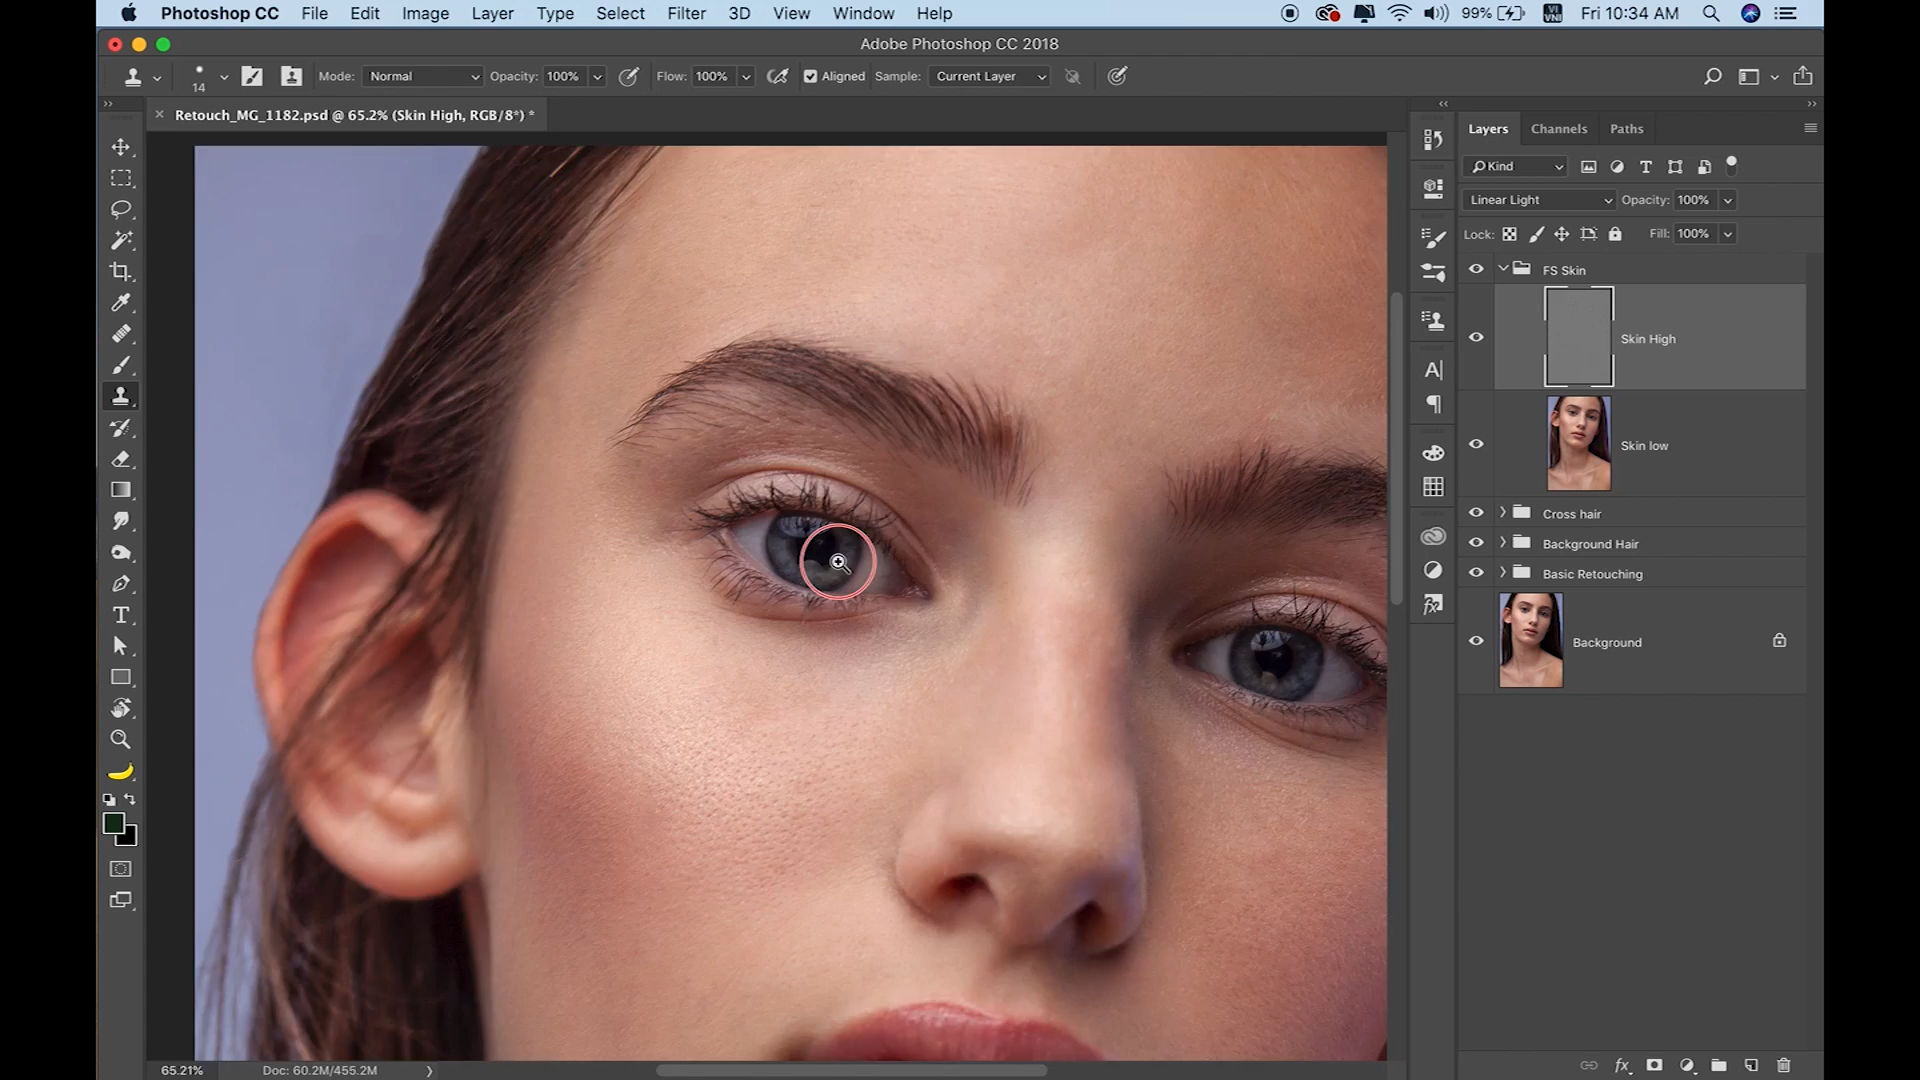 Photoshop CC File Edit Image Layer Type Select Filter 3D View Window Help 99% VI VNI Fri 10:34 AM
Adobe Photoshop CC 2018
14 Mode: Normal Opacity: 100% Flow: 100% Aligned Sample: Current Layer
Retouch_MG_1182.psd @ 65.2% (Skin High, RGB/8*) *
Layers Channels Paths
Kind
Linear Light Opacity: 100%
Lock: Fill: 100%
FS Skin
Skin High
Skin low
Cross hair
Background Hair
Basic Retouching
Background
65.21% Doc: 60.2M/455.2M